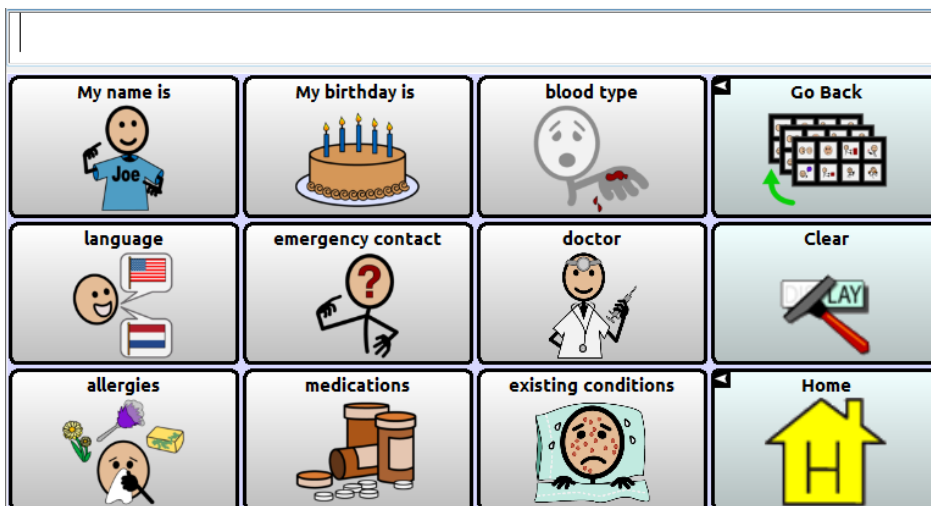 My name is
My birthday is
blood type
Go Back
Joe
language
emergency contact
doctor
Clear
?
DISPLAY
allergies
medications
existing conditions
Home
H